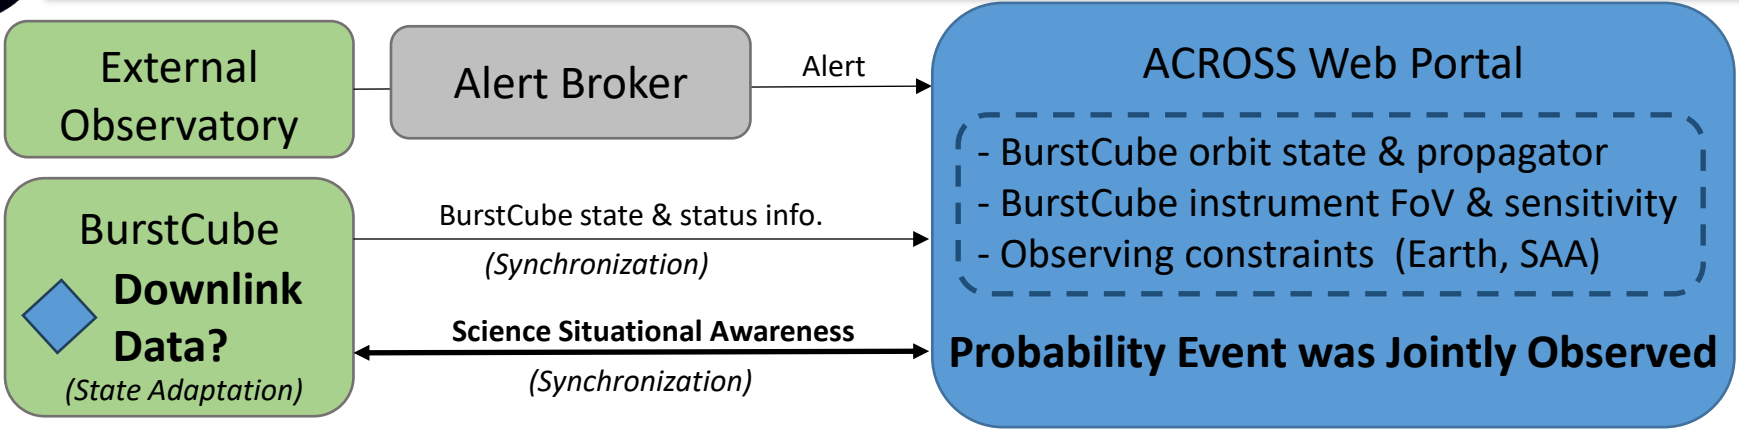 External
Observatory
Alert Broker
Alert
ACROSS Web Portal
- BurstCube orbit state & propagator
- BurstCube instrument FoV & sensitivity
- Observing constraints (Earth, SAA)
Probability Event was Jointly Observed
BurstCube
Downlink
Data?
(State Adaptation)
BurstCube state & status info.
(Synchronization)
Science Situational Awareness
(Synchronization)